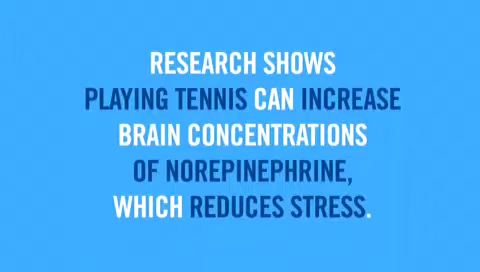 RESEARCH SHOWS
PLAYING TENNIS CAN INCREASE
BRAIN CONCENTRATIONS
OF NOREPINEPHRINE,
WHICH REDUCES STRESS.